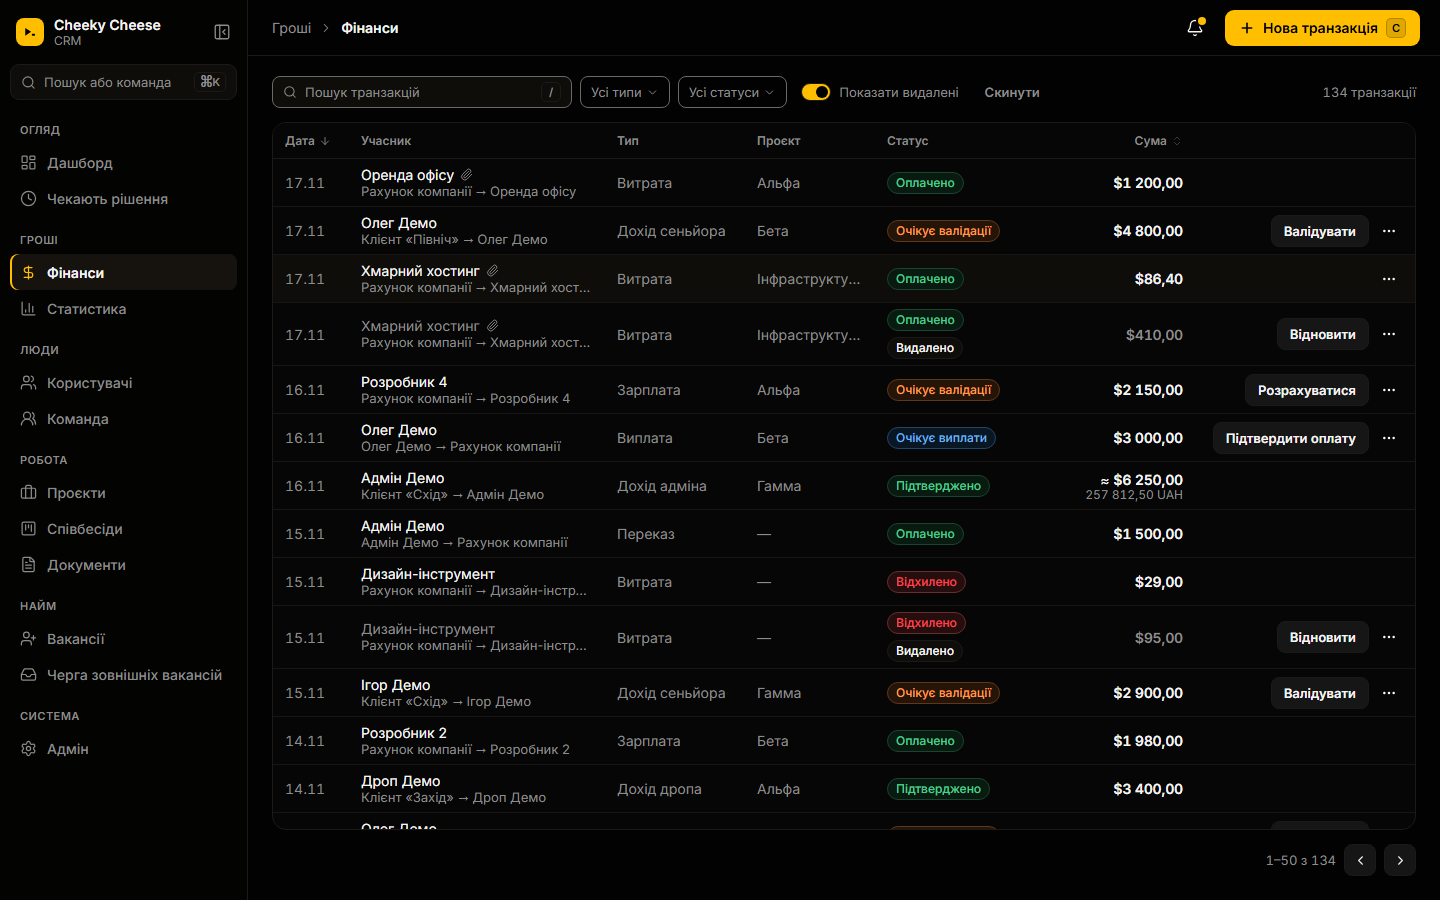 Cheeky Cheese
CRM
Пошук або команда ⌘K
ОГЛЯД
Дашборд
Чекають рішення
ГРОШІ
Фінанси
Статистика
ЛЮДИ
Користувачі
Команда
РОБОТА
Проєкти
Співбесіди
Документи
НАЙМ
Вакансії
Черга зовнішніх вакансій
СИСТЕМА
Адмін
Гроші > Фінанси
+ Нова транзакція C
Пошук транзакцій /
Усі типи
Усі статуси
Показати видалені
Скинути
134 транзакції
Дата ↓ Учасник Тип Проєкт Статус Сума
17.11 Оренда офісу Витрата Альфа Оплачено $1 200,00
Рахунок компанії → Оренда офісу
17.11 Олег Демо Дохід сеньйора Бета Очікує валідації $4 800,00 Валідувати ···
Клієнт «Північ» → Олег Демо
17.11 Хмарний хостинг Витрата Інфраструкту... Оплачено $86,40 ···
Рахунок компанії → Хмарний хост...
17.11 Хмарний хостинг Витрата Інфраструкту... Оплачено Видалено $410,00 Відновити ···
Рахунок компанії → Хмарний хост...
16.11 Розробник 4 Зарплата Альфа Очікує валідації $2 150,00 Розрахуватися ···
Рахунок компанії → Розробник 4
16.11 Олег Демо Виплата Бета Очікує виплати $3 000,00 Підтвердити оплату ···
Олег Демо → Рахунок компанії
16.11 Адмін Демо Дохід адміна Гамма Підтверджено ≈ $6 250,00
Клієнт «Схід» → Адмін Демо 257 812,50 UAH
15.11 Адмін Демо Переказ — Оплачено $1 500,00
Адмін Демо → Рахунок компанії
15.11 Дизайн-інструмент Витрата — Відхилено $29,00
Рахунок компанії → Дизайн-інстр...
15.11 Дизайн-інструмент Витрата — Відхилено Видалено $95,00 Відновити ···
Рахунок компанії → Дизайн-інстр...
15.11 Ігор Демо Дохід сеньйора Гамма Очікує валідації $2 900,00 Валідувати ···
Клієнт «Схід» → Ігор Демо
14.11 Розробник 2 Зарплата Бета Оплачено $1 980,00
Рахунок компанії → Розробник 2
14.11 Дроп Демо Дохід дропа Альфа Підтверджено $3 400,00
Клієнт «Захід» → Дроп Демо
Олег Демо
1–50 з 134